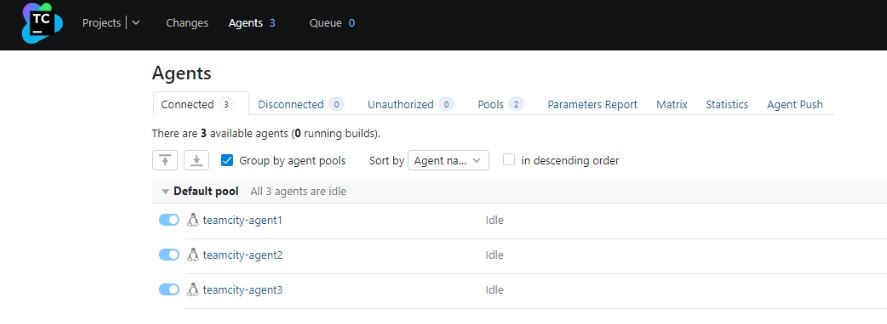 TC
Projects | Changes Agents 3 Queue 0
Agents
Connected 3 Disconnected 0 Unauthorized 0 Pools 2 Parameters Report Matrix Statistics Agent Push
There are 3 available agents (0 running builds).
Group by agent pools Sort by Agent na... in descending order
Default pool All 3 agents are idle
teamcity-agent1 Idle
teamcity-agent2 Idle
teamcity-agent3 Idle